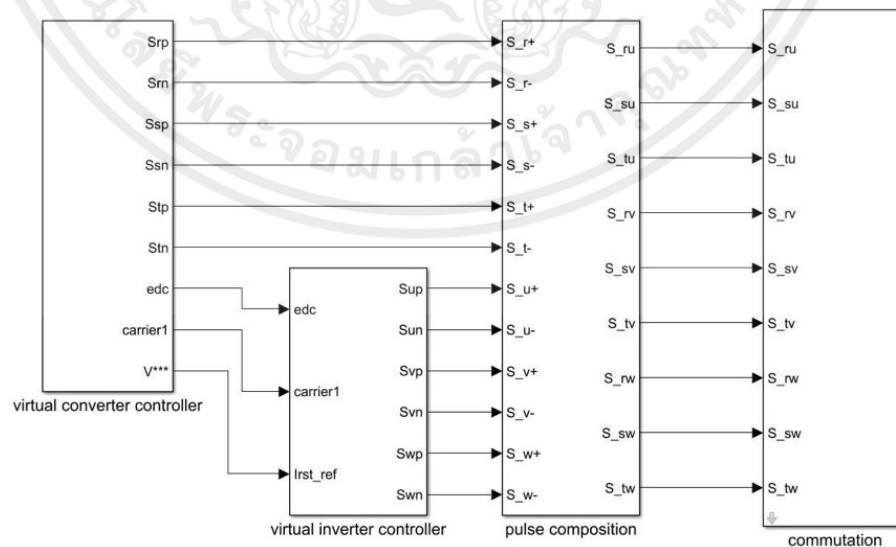 Srp
Srn
Ssp
Ssn
Stp
Stn
edc
carrier1
V***
virtual converter controller
edc
carrier1
Irst_ref
Sup
Sun
Svp
Svn
Swp
Swn
virtual inverter controller
S_r+
S_r-
S_s+
S_s-
S_t+
S_t-
S_u+
S_u-
S_v+
S_v-
S_w+
S_w-
S_ru
S_su
S_tu
S_rv
S_sv
S_tv
S_rw
S_sw
S_tw
pulse composition
S_ru
S_su
S_tu
S_rv
S_sv
S_tv
S_rw
S_sw
S_tw
commutation